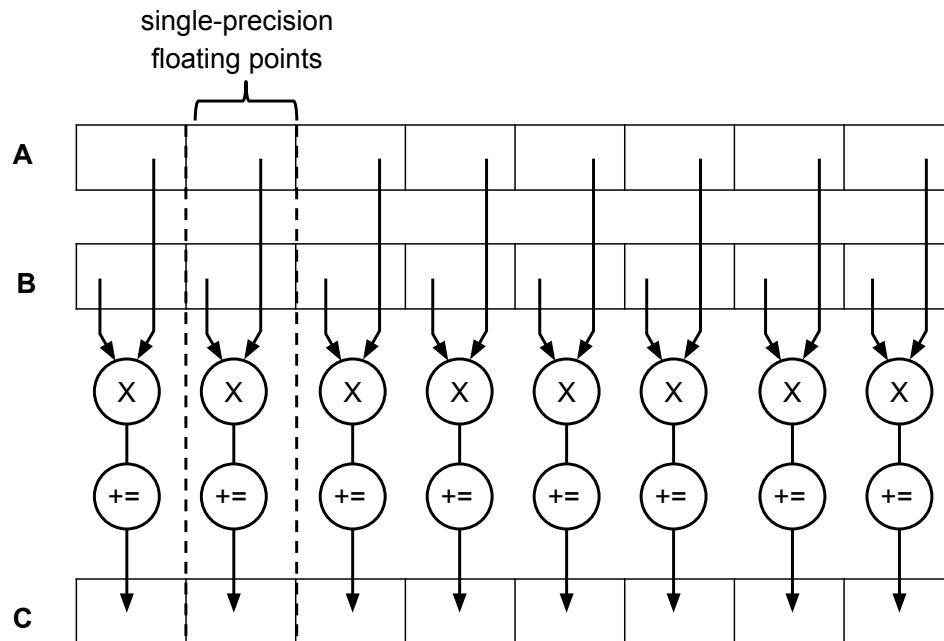 single-precision
floating points
A
B
X X X X X X X X
+= += += += += += += +=
C